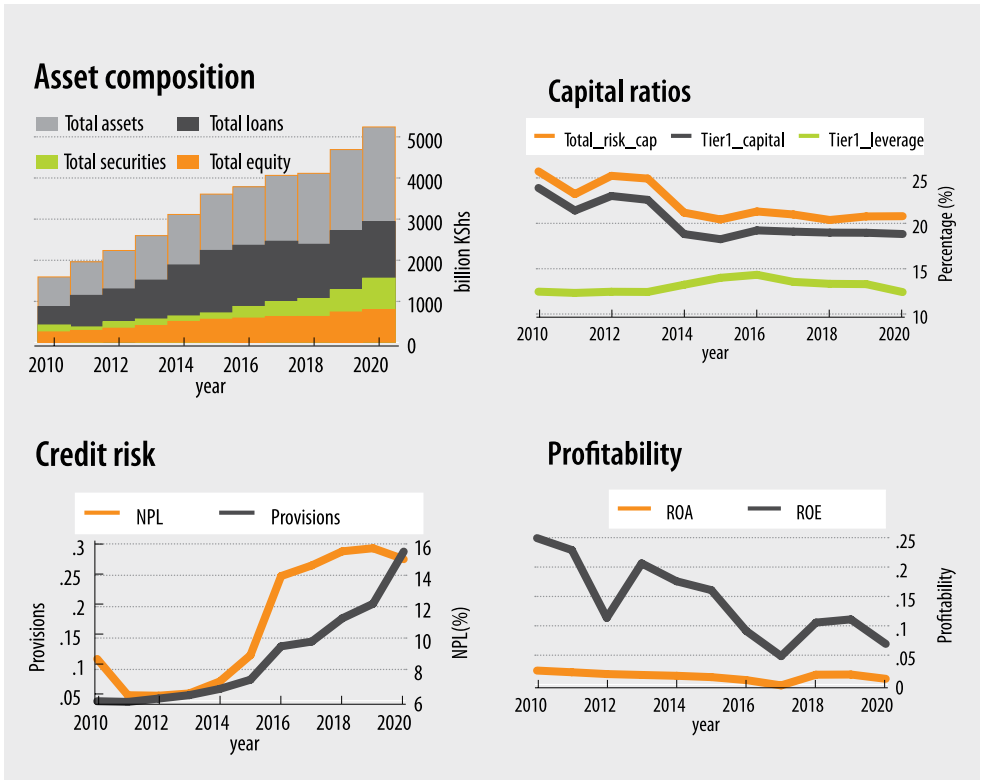 Asset composition
Total assets Total loans
Total securities Total equity
5000
4000
3000
2000
1000
0
billion KShs
2010 2012 2014 2016 2018 2020
year
Capital ratios
Total_risk_cap Tier1_capital Tier1_leverage
25
20
15
10
Percentage (%)
2010 2012 2014 2016 2018 2020
year
Credit risk
NPL Provisions
.3
.25
.2
.15
.1
.05
Provisions
16
14
12
10
8
6
NPL(%)
2010 2012 2014 2016 2018 2020
year
Profitability
ROA ROE
.25
.2
.15
.1
.05
0
Profitability
2010 2012 2014 2016 2018 2020
year